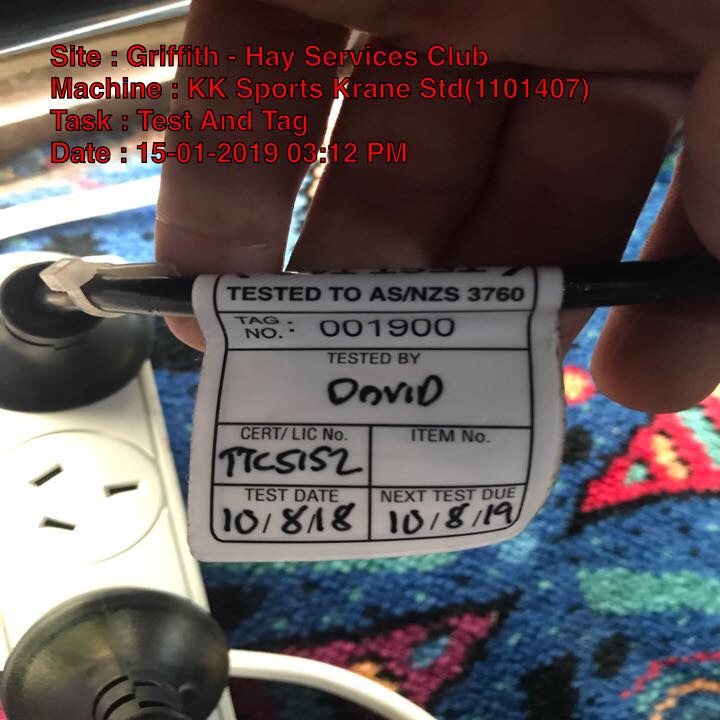 Site : Griffith - Hay Services Club
Machine : KK Sports Krane Std(1101407)
Task : Test And Tag
Date : 15-01-2019 03:12 PM
TESTED TO AS/NZS 3760
TAG NO. : 001900
TESTED BY
DAVID
CERT/ LIC No. ITEM No.
TTC5152
TEST DATE NEXT TEST DUE
10/8/18 10/8/19